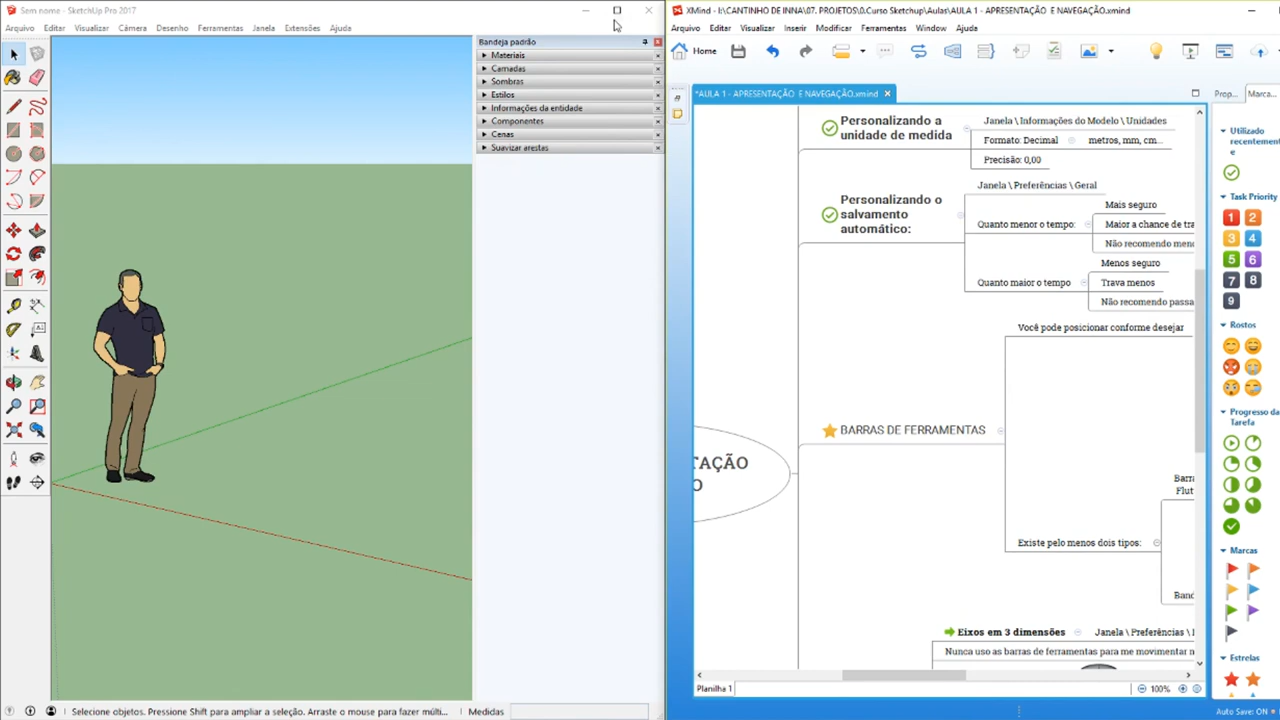 Sem nome - SketchUp Pro 2017
Arquivo Editar Visualizar Câmera Desenho Ferramentas Janela Extensões Ajuda
Bandeja padrão
Materiais
Camadas
Sombras
Estilos
Informações da entidade
Componentes
Cenas
Suavizar arestas
Selecione objetos. Pressione Shift para ampliar a seleção. Arraste o mouse para fazer múlti...
Medidas
XMind - I:\CANTINHO DE INNA\07. PROJETOS\0.Curso Sketchup\Aulas\AULA 1 - APRESENTAÇÃO E NAVEGAÇÃO.xmind
Arquivo Editar Visualizar Inserir Modificar Ferramentas Window Ajuda
Home
*AULA 1 - APRESENTAÇÃO E NAVEGAÇÃO.xmind
Prop...
Marca...
Personalizando a
unidade de medida
Janela \ Informações do Modelo \ Unidades
Formato: Decimal
metros, mm, cm...
Precisão: 0,00
Personalizando o
salvamento
automático:
Janela \ Preferências \ Geral
Quanto menor o tempo:
Mais seguro
Maior a chance de tra
Não recomendo meno
Quanto maior o tempo
Menos seguro
Trava menos
Não recomendo passa
BARRAS DE FERRAMENTAS
Você pode posicionar conforme desejar
Existe pelo menos dois tipos:
Barra
Flut
Band
TAÇÃO
O
Eixos em 3 dimensões
Janela \ Preferências \
Nunca uso as barras de ferramentas para me movimentar n
Planilha 1
100%
Utilizado
recentement
e
Task Priority
1 2
3 4
5 6
7 8
9
Rostos
Progresso da
Tarefa
Marcas
Estrelas
Auto Save: ON